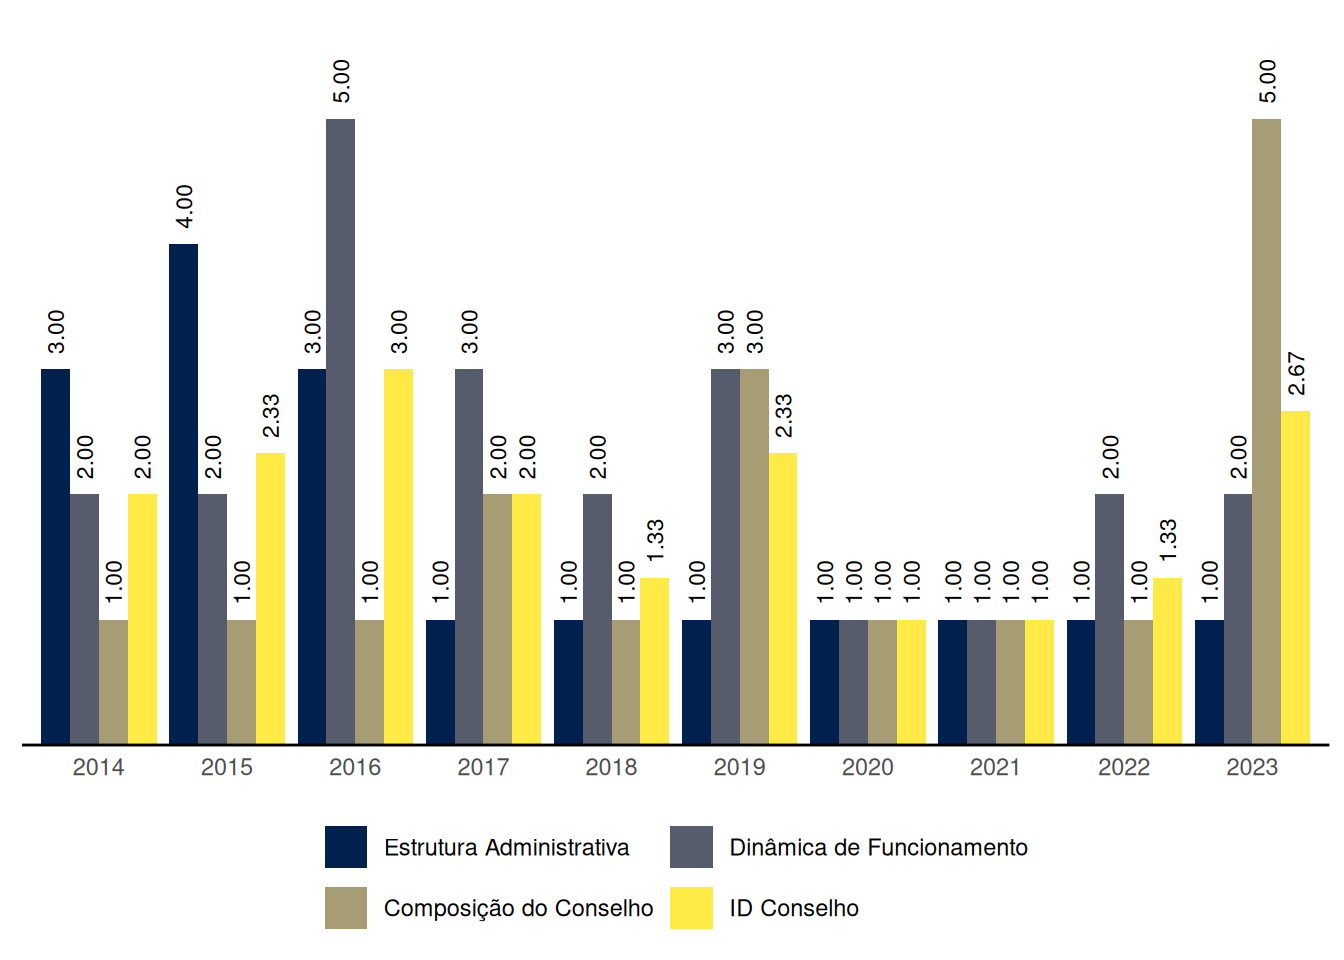 3.00 2.00 1.00 2.00
4.00 2.00 1.00 2.33
3.00 5.00 1.00 3.00
1.00 3.00 2.00 2.00
1.00 2.00 1.00 1.33
1.00 3.00 3.00 2.33
1.00 1.00 1.00 1.00
1.00 1.00 1.00 1.00
1.00 2.00 1.00 1.33
1.00 2.00 5.00 2.67
2014 2015 2016 2017 2018 2019 2020 2021 2022 2023
Estrutura Administrativa Dinâmica de Funcionamento
Composição do Conselho ID Conselho